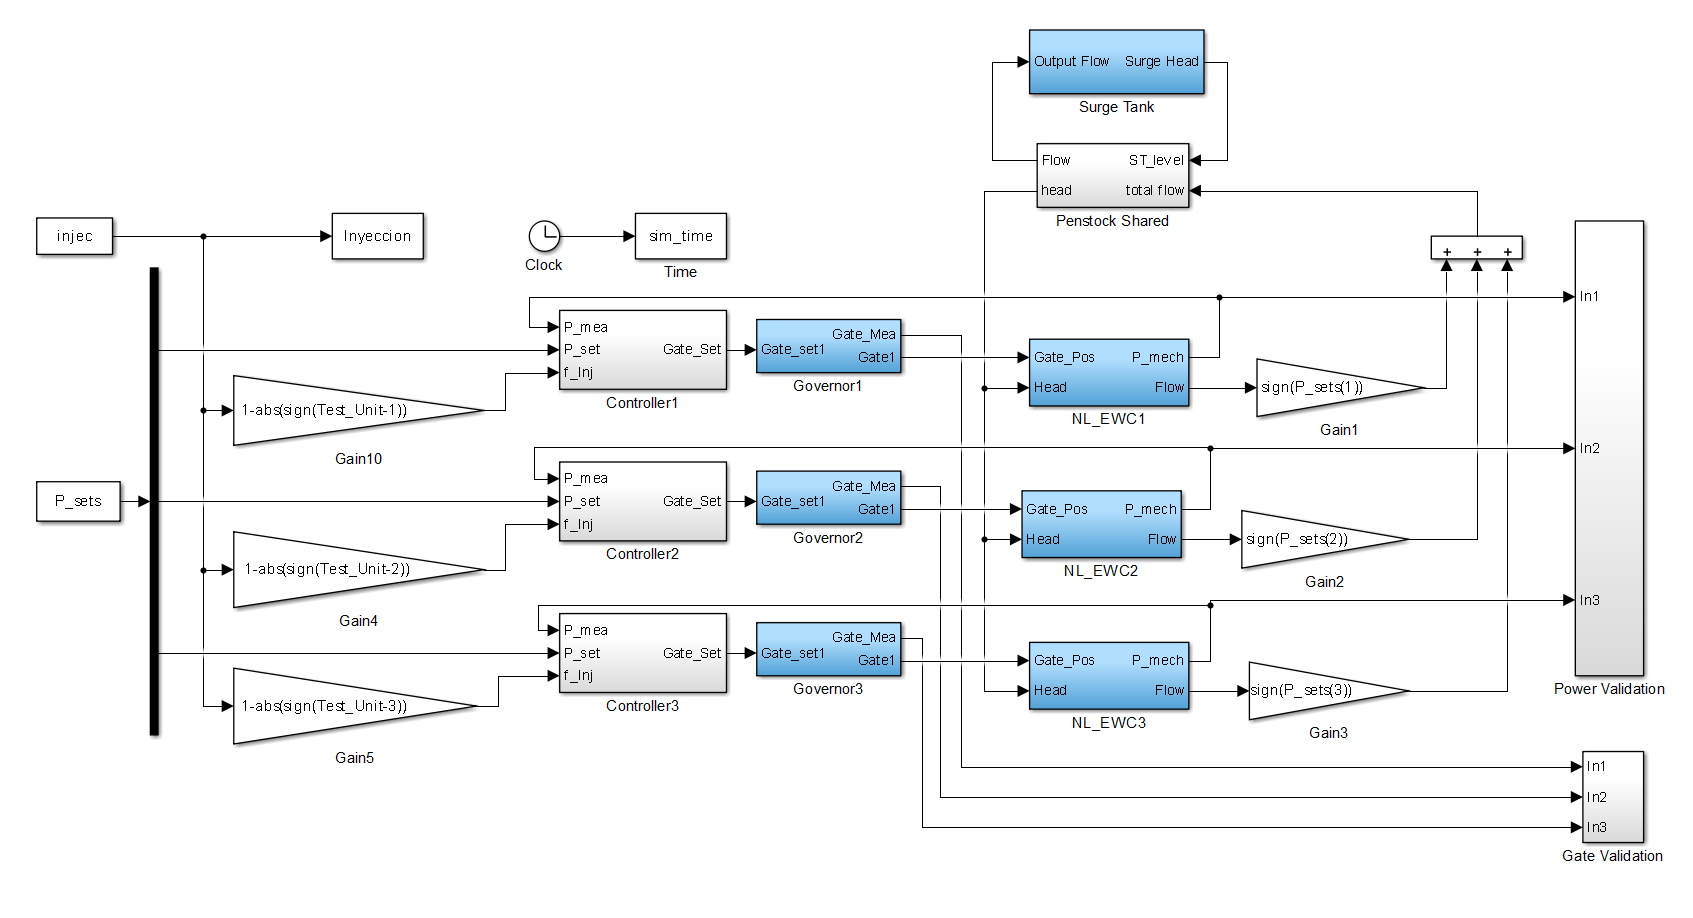 Output Flow
Surge Head
Surge Tank
Flow
ST_level
head
total flow
Penstock Shared
injec
Inyeccion
Clock
sim_time
Time
+ + +
P_mea
P_set
Gate_Set
f_Inj
Controller1
Gate_Mea
Gate_set1
Gate1
Governor1
Gate_Pos
P_mech
Head
Flow
NL_EWC1
sign(P_sets(1))
Gain1
1-abs(sign(Test_Unit-1))
Gain10
P_sets
P_mea
P_set
Gate_Set
f_Inj
Controller2
Gate_Mea
Gate_set1
Gate1
Governor2
Gate_Pos
P_mech
Head
Flow
NL_EWC2
sign(P_sets(2))
Gain2
1-abs(sign(Test_Unit-2))
Gain4
P_mea
P_set
Gate_Set
f_Inj
Controller3
Gate_Mea
Gate_set1
Gate1
Governor3
Gate_Pos
P_mech
Head
Flow
NL_EWC3
sign(P_sets(3))
Gain3
1-abs(sign(Test_Unit-3))
Gain5
In1
In2
In3
Power Validation
In1
In2
In3
Gate Validation